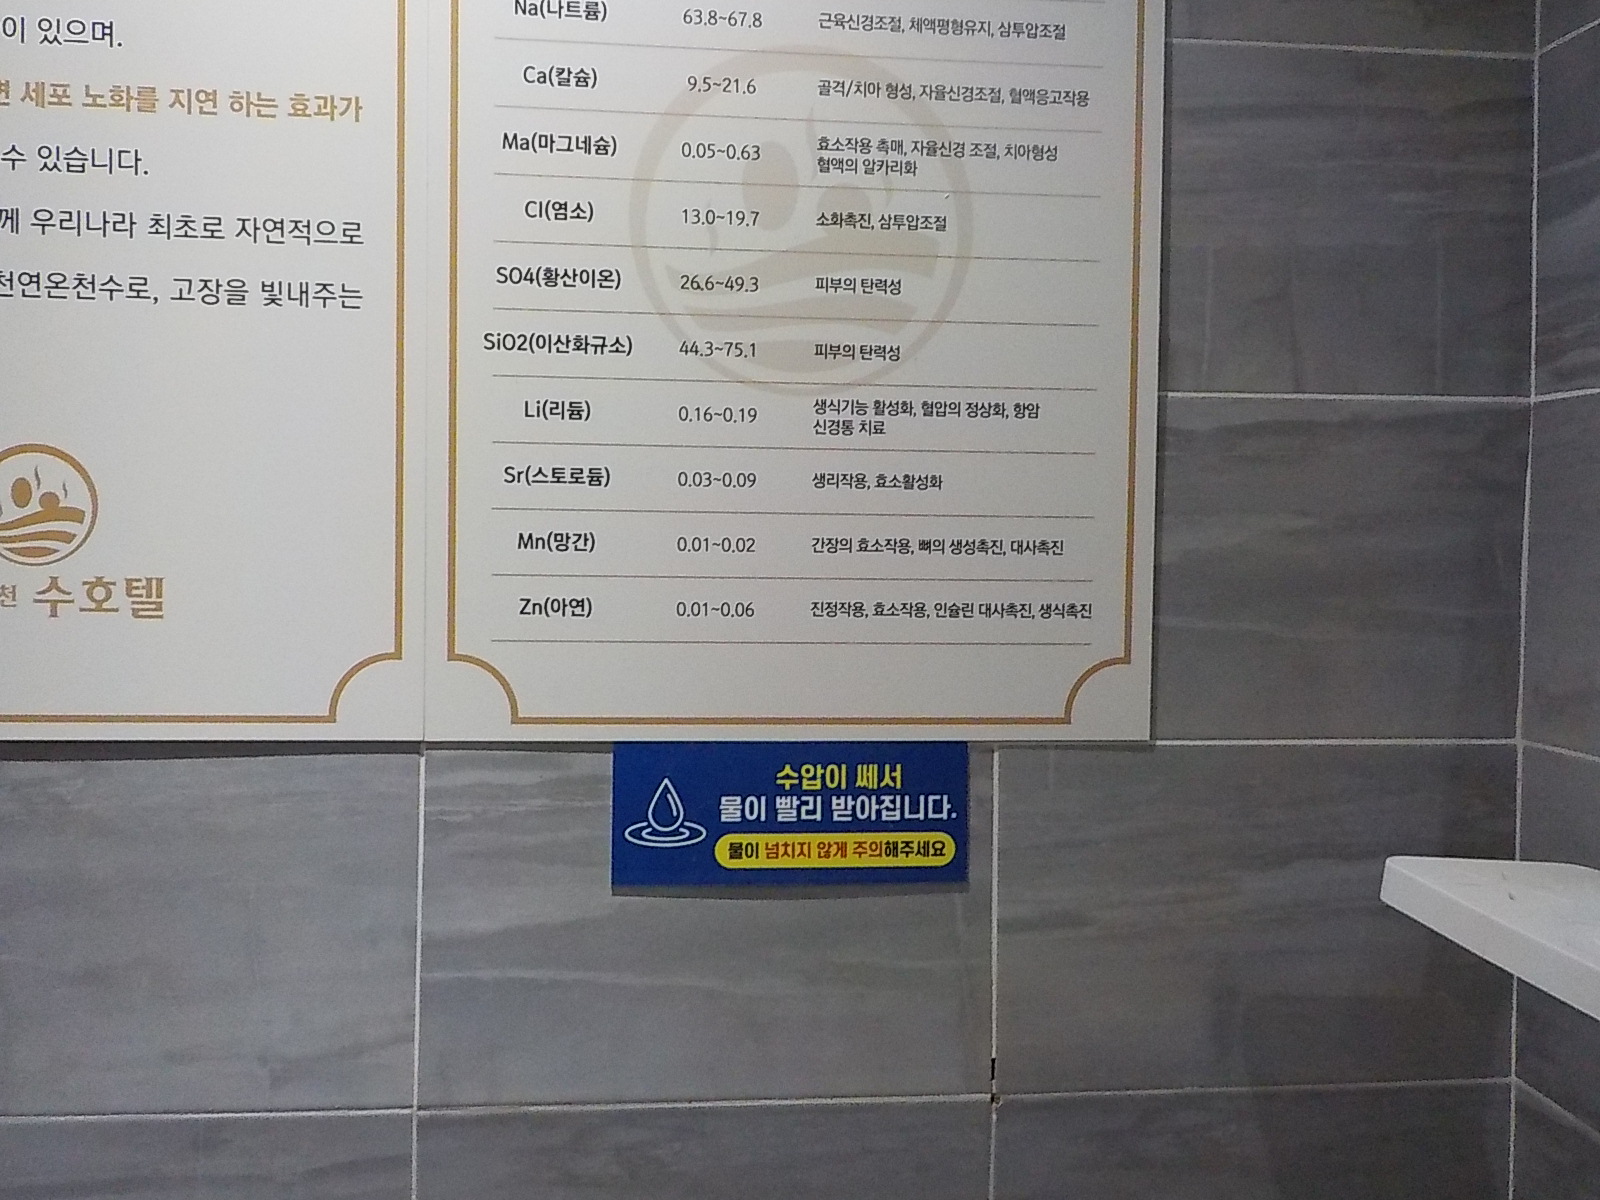 이 있으며.
세포 노화를 지연 하는 효과가
수 있습니다.
께 우리나라 최초로 자연적으로
천연온천수로, 고장을 빛내주는
천 수호텔
Na(나트륨) 63.8~67.8 근육신경조절, 체액평형유지, 삼투압조절
Ca(칼슘) 9.5~21.6 골격/치아 형성, 자율신경조절, 혈액응고작용
Ma(마그네슘) 0.05~0.63 효소작용 촉매, 자율신경 조절, 치아형성
혈액의 알카리화
Cl(염소) 13.0~19.7 소화촉진, 삼투압조절
SO4(황산이온) 26.6~49.3 피부의 탄력성
SiO2(이산화규소) 44.3~75.1 피부의 탄력성
Li(리듐) 0.16~0.19 생식기능 활성화, 혈압의 정상화, 항암
신경통 치료
Sr(스토로듐) 0.03~0.09 생리작용, 효소활성화
Mn(망간) 0.01~0.02 간장의 효소작용, 뼈의 생성촉진, 대사촉진
Zn(아연) 0.01~0.06 진정작용, 효소작용, 인슐린 대사촉진, 생식촉진
수압이 쎄서
물이 빨리 받아집니다.
물이 넘치지 않게 주의해주세요